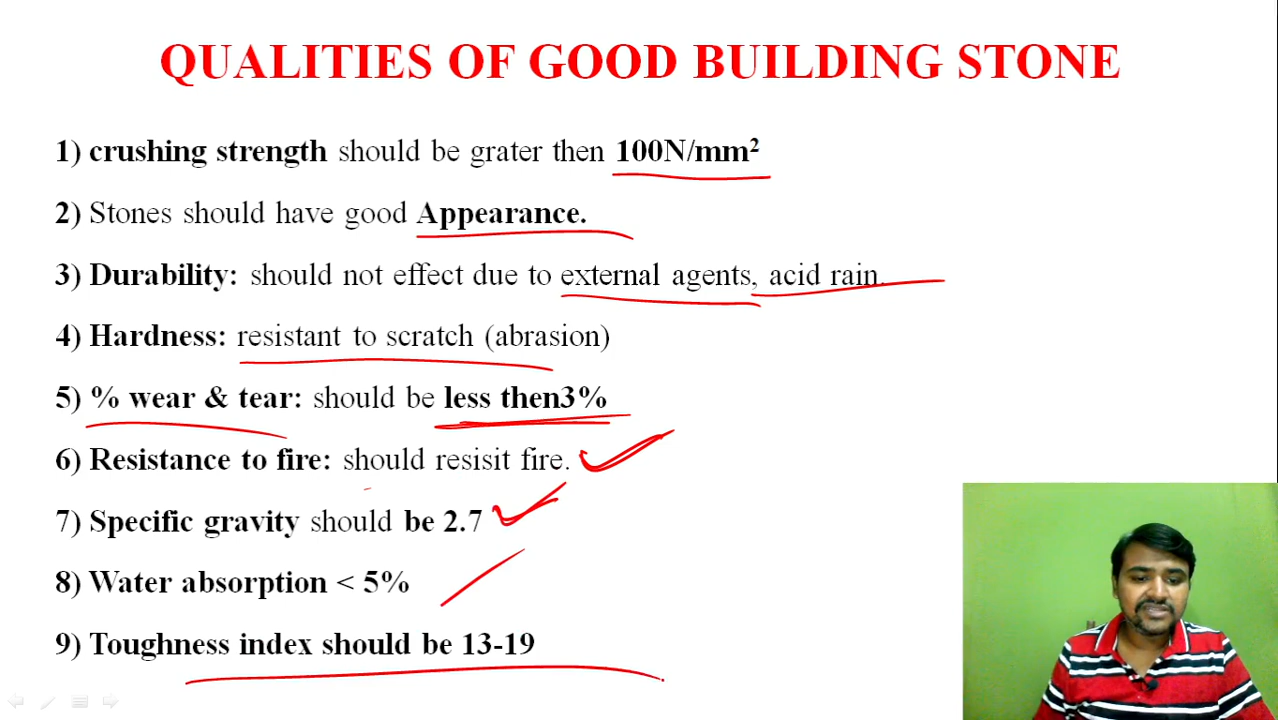 QUALITIES OF GOOD BUILDING STONE
1) crushing strength should be grater then 100N/mm²
2) Stones should have good Appearance.
3) Durability: should not effect due to external agents, acid rain.
4) Hardness: resistant to scratch (abrasion)
5) % wear & tear: should be less then3%
6) Resistance to fire: should resisit fire.
7) Specific gravity should be 2.7
8) Water absorption < 5%
9) Toughness index should be 13-19